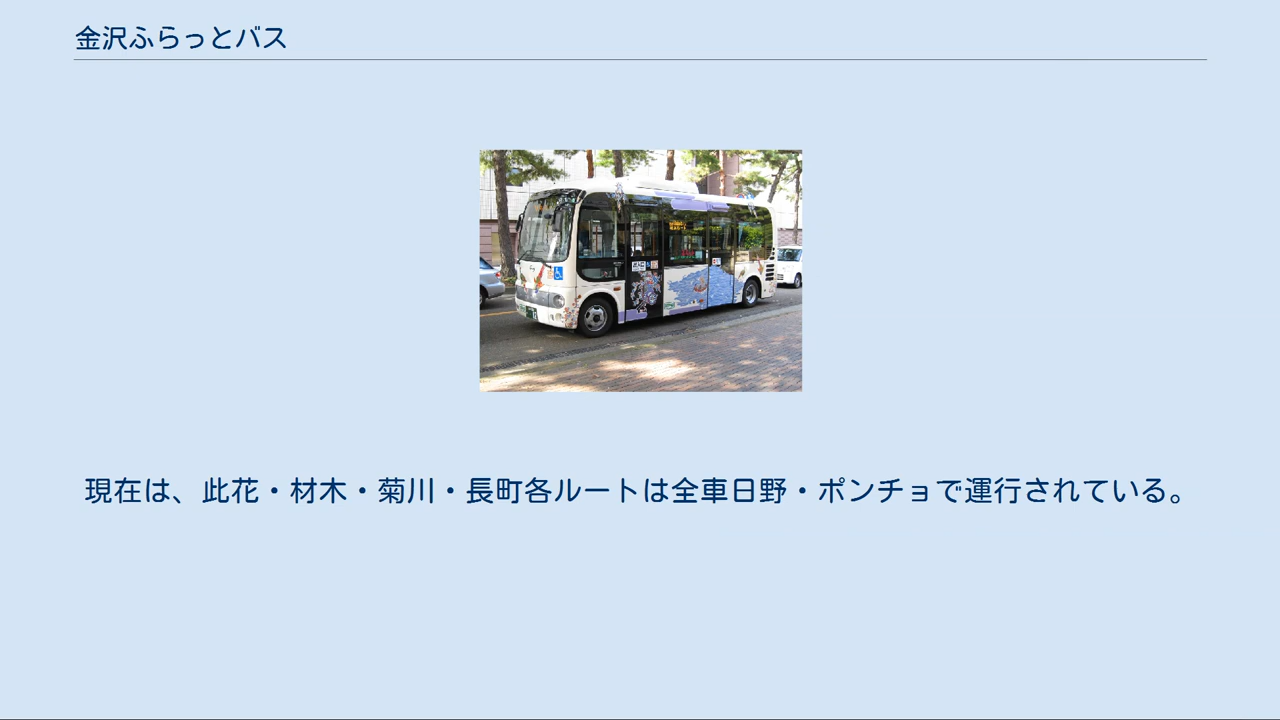 金沢ふらっとバス
現在は、此花・材木・菊川・長町各ルートは全車日野・ポンチョで運行されている。